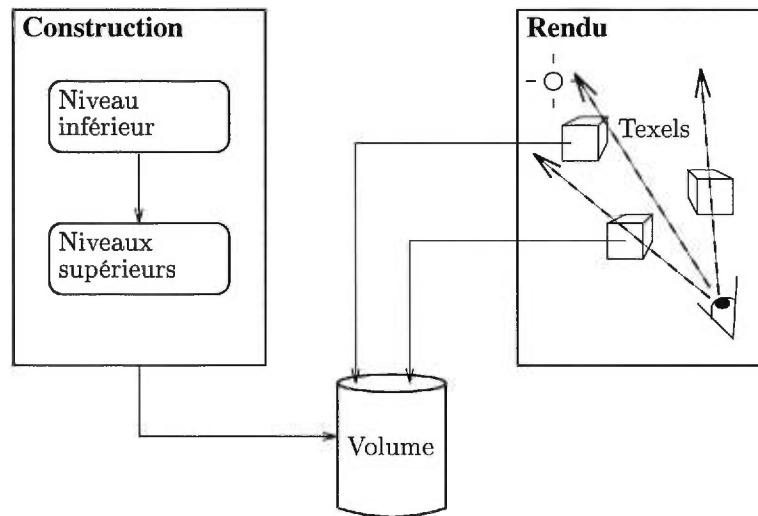 Construction
Niveau
inférieur
Niveaux
supérieurs
Rendu
Texels
Volume